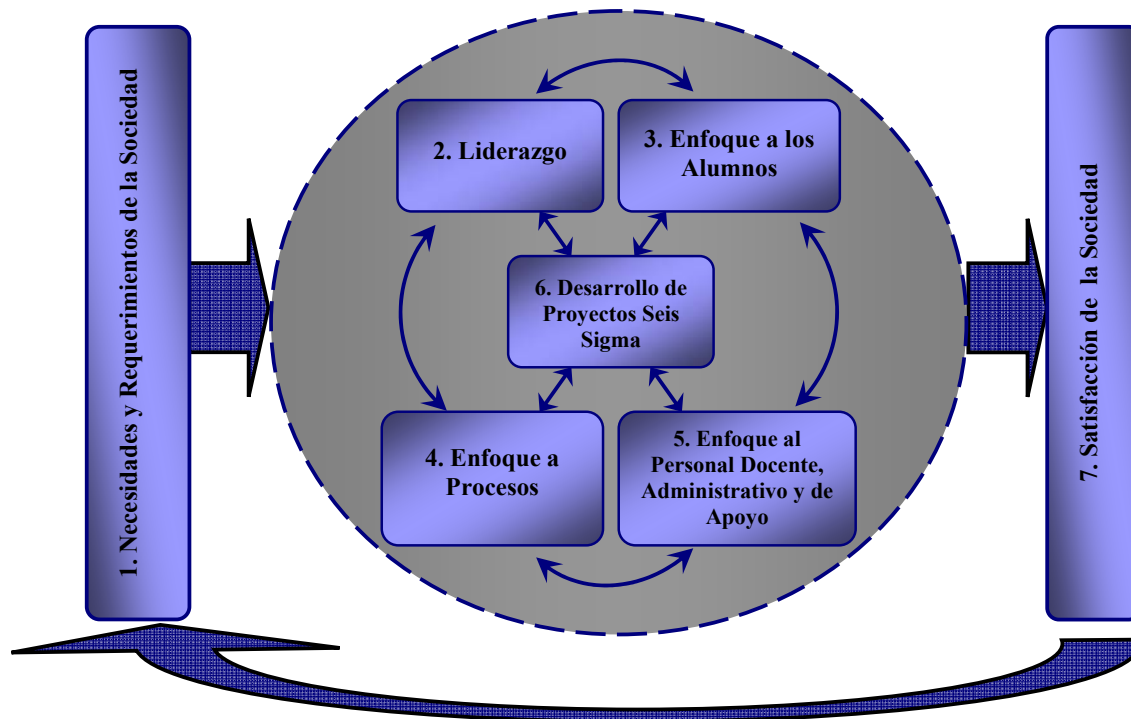 1. Necesidades y Requerimientos de la Sociedad
2. Liderazgo
3. Enfoque a los
Alumnos
6. Desarrollo de
Proyectos Seis
Sigma
4. Enfoque a
Procesos
5. Enfoque al
Personal Docente,
Administrativo y de
Apoyo
7. Satisfacción de la Sociedad